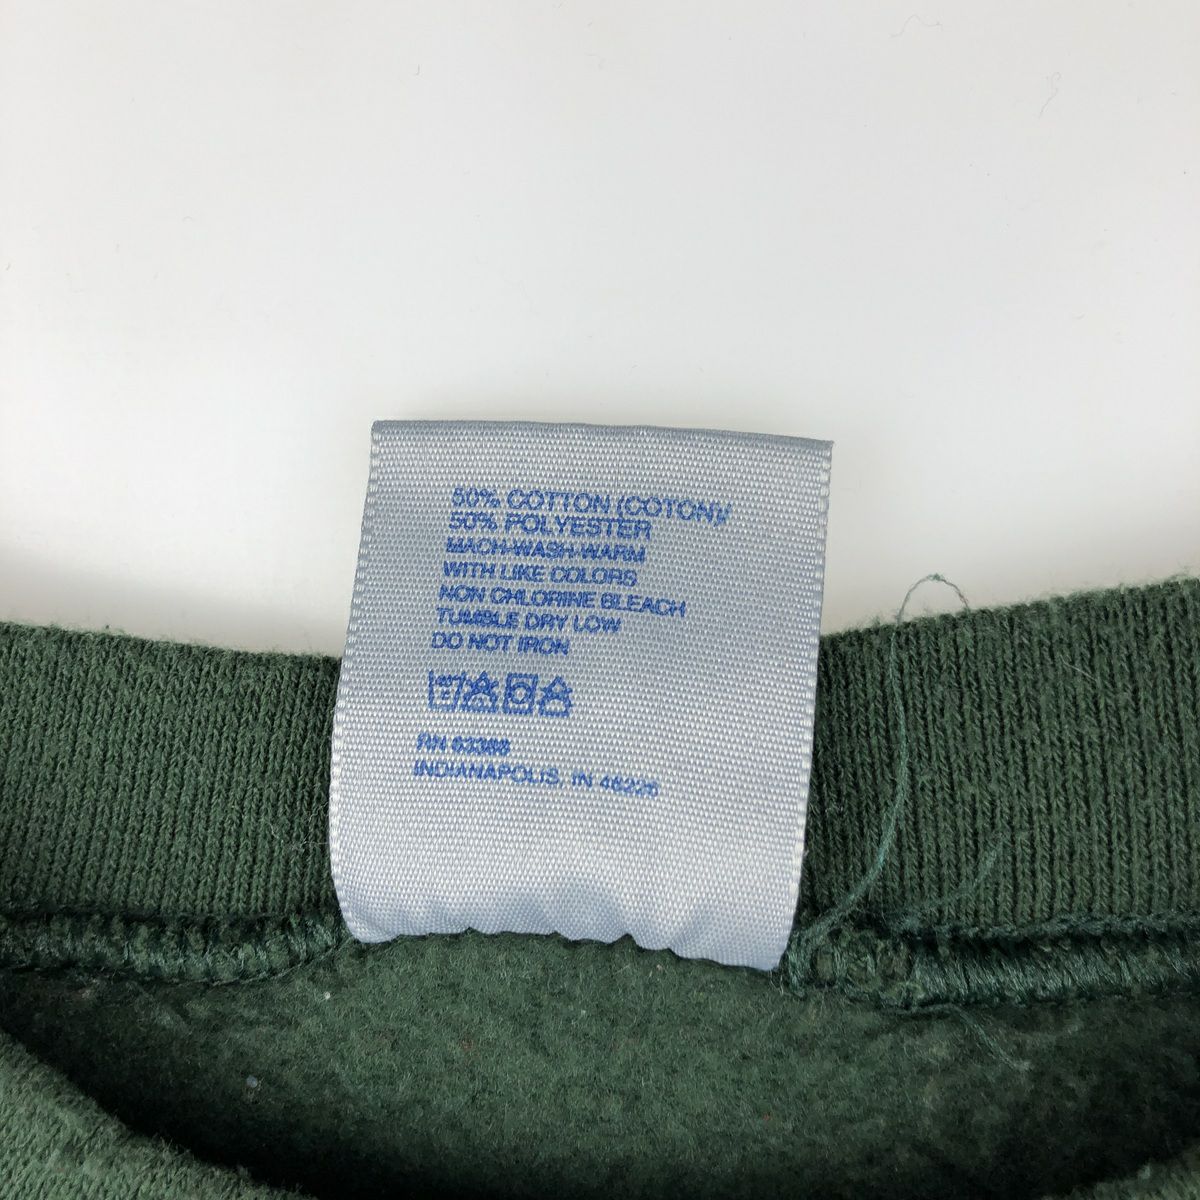 50% COTTON (COTON)/
50% POLYESTER
MACH-WASH-WARM
WITH LIKE COLORS
NON CHLORINE BLEACH
TUMBLE DRY LOW
DO NOT IRON
RN 63388
INDIANAPOLIS, IN 46226